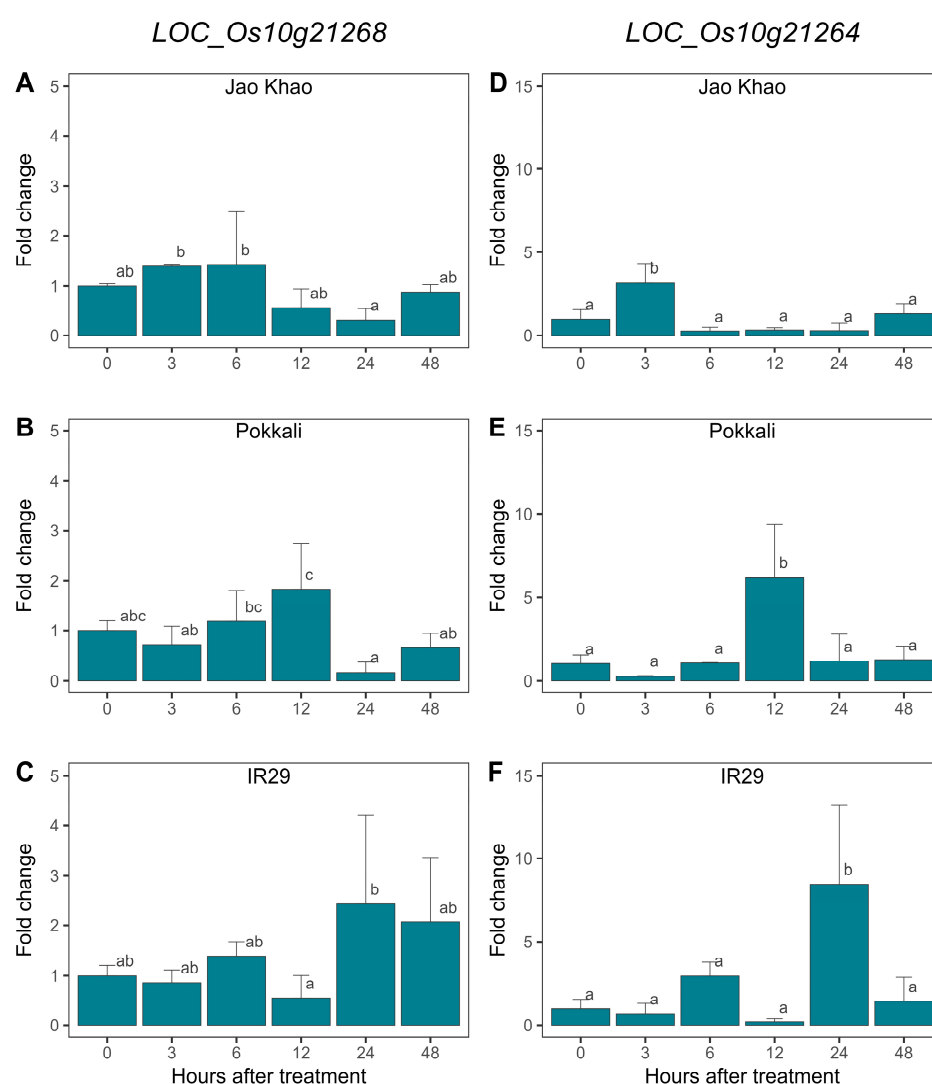 LOC_Os10g21268
LOC_Os10g21264
A
Jao Khao
Fold change
5
4
3
2
1
0
ab
b
b
ab
a
ab
0 3 6 12 24 48
D
Jao Khao
Fold change
15
10
5
0
a
b
a
a
a
a
0 3 6 12 24 48
B
Pokkali
Fold change
5
4
3
2
1
0
abc
ab
bc
c
a
ab
0 3 6 12 24 48
E
Pokkali
Fold change
15
10
5
0
a
a
a
b
a
a
0 3 6 12 24 48
C
IR29
Fold change
5
4
3
2
1
0
ab
ab
ab
a
b
ab
0 3 6 12 24 48
Hours after treatment
F
IR29
Fold change
15
10
5
0
a
a
a
a
b
a
0 3 6 12 24 48
Hours after treatment